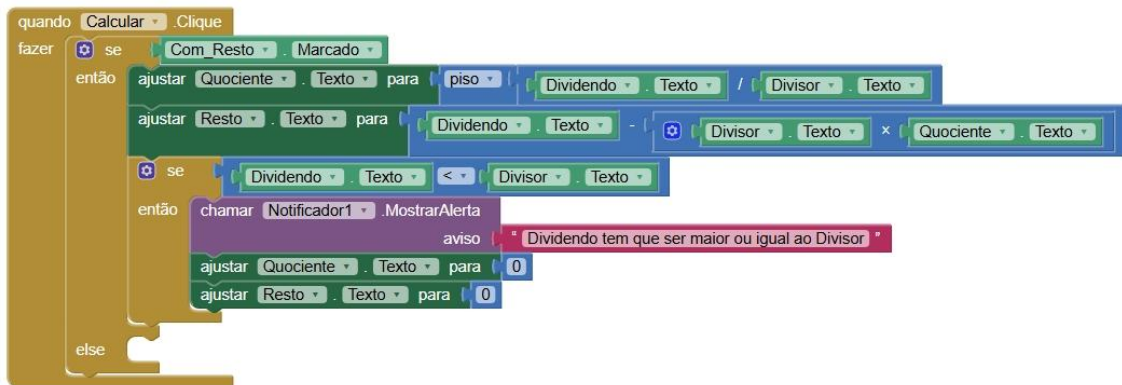 quando Calcular .Clique
fazer se Com_Resto . Marcado
então ajustar Quociente . Texto para piso Dividendo . Texto / Divisor . Texto
ajustar Resto . Texto para Dividendo . Texto - Divisor . Texto × Quociente . Texto
se Dividendo . Texto < Divisor . Texto
então chamar Notificador1 .MostrarAlerta
aviso " Dividendo tem que ser maior ou igual ao Divisor "
ajustar Quociente . Texto para 0
ajustar Resto . Texto para 0
else